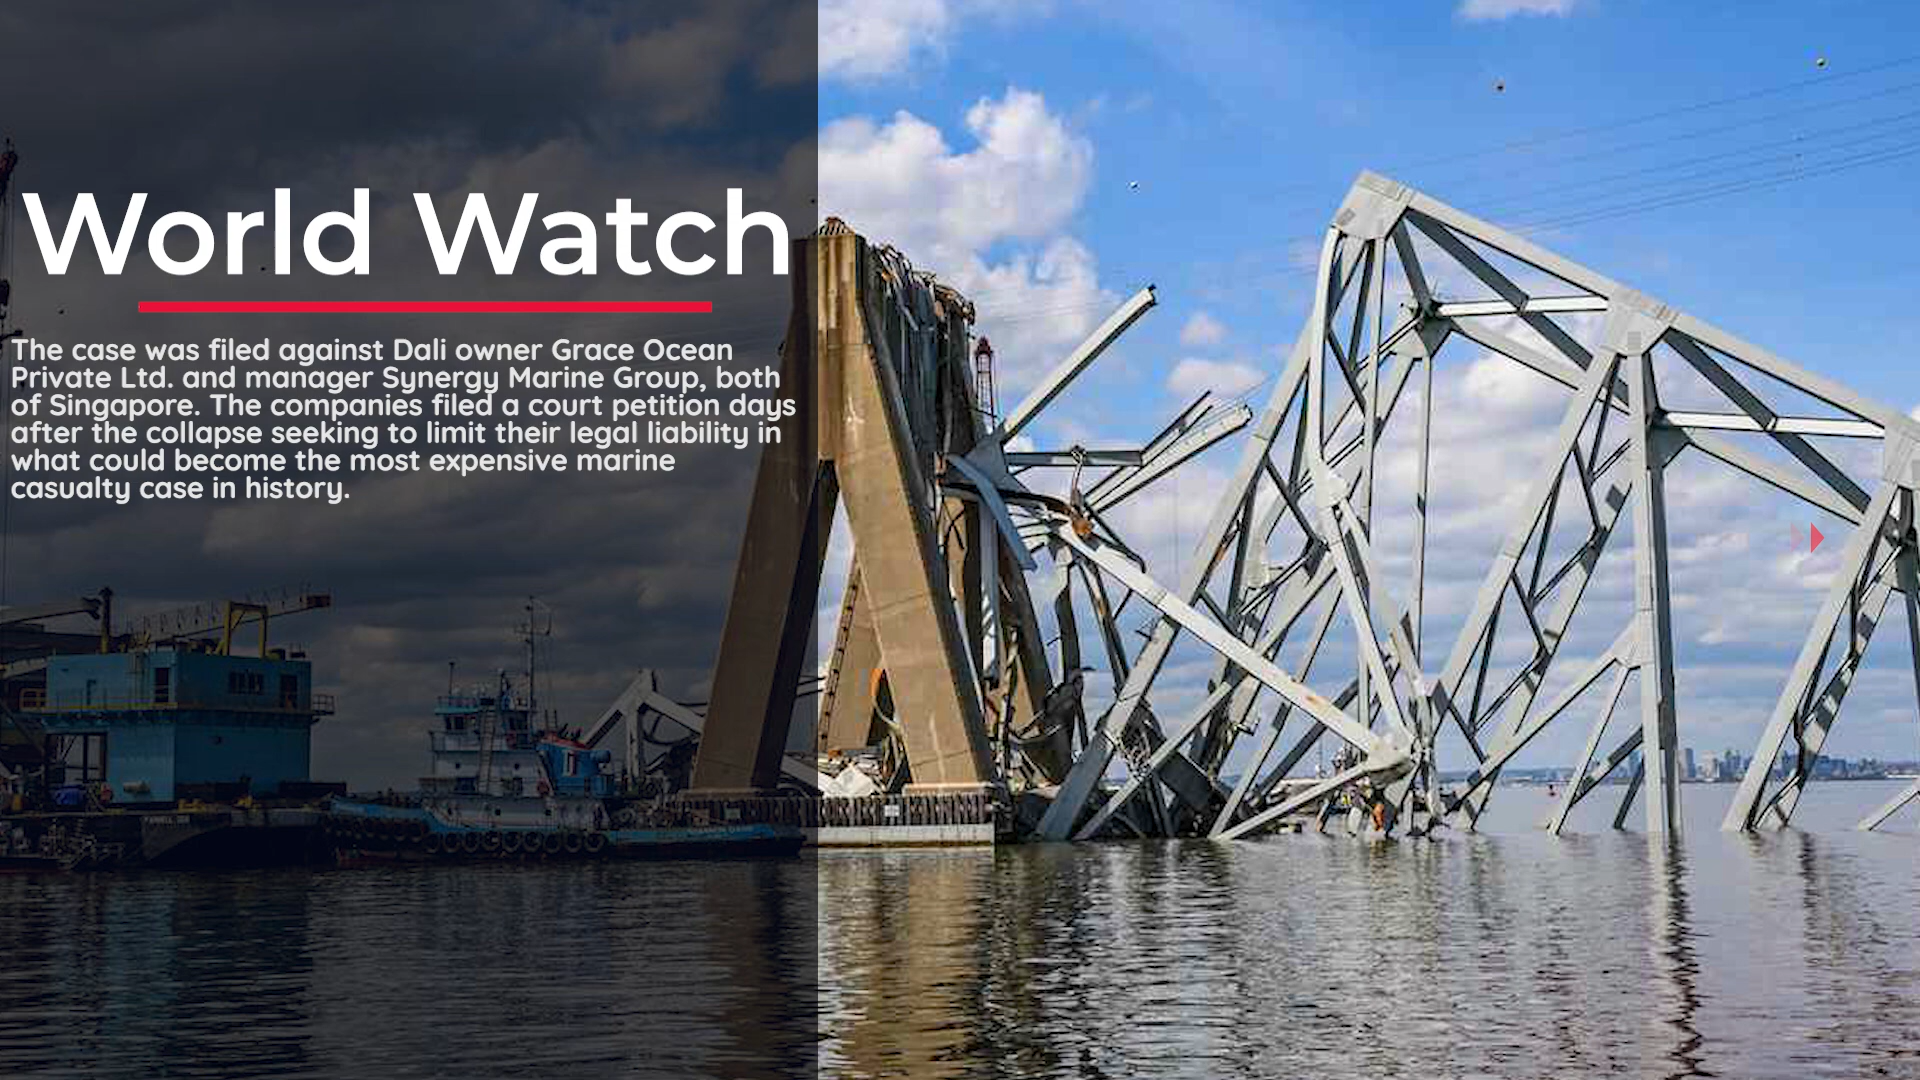 World Watch
The case was filed against Dali owner Grace Ocean
Private Ltd. and manager Synergy Marine Group, both
of Singapore. The companies filed a court petition days
after the collapse seeking to limit their legal liability in
what could become the most expensive marine
casualty case in history.